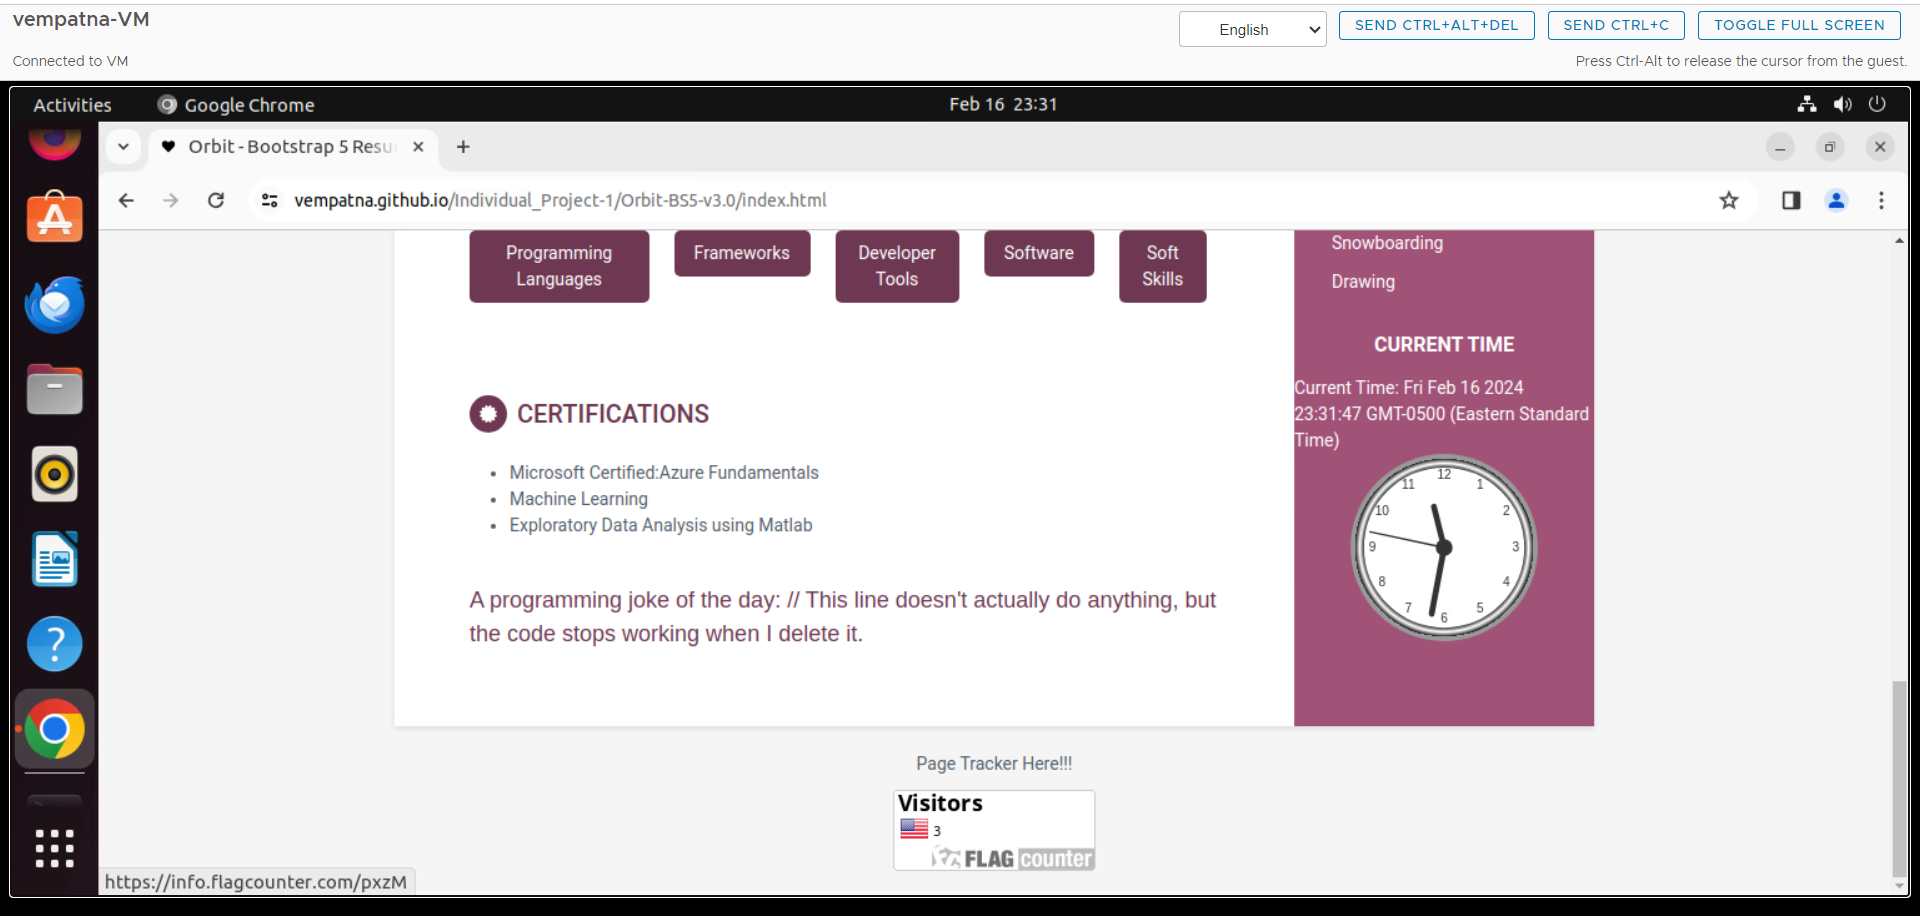 vempatna-VM
English
SEND CTRL+ALT+DEL
SEND CTRL+C
TOGGLE FULL SCREEN
Connected to VM
Press Ctrl-Alt to release the cursor from the guest.
Activities
Google Chrome
Feb 16 23:31
Orbit - Bootstrap 5 Resu
vempatna.github.io/Individual_Project-1/Orbit-BS5-v3.0/index.html
Programming
Languages
Frameworks
Developer
Tools
Software
Soft
Skills
Snowboarding
Drawing
CURRENT TIME
Current Time: Fri Feb 16 2024
23:31:47 GMT-0500 (Eastern Standard
Time)
12
1
2
3
4
5
6
7
8
9
10
11
CERTIFICATIONS
Microsoft Certified:Azure Fundamentals
Machine Learning
Exploratory Data Analysis using Matlab
A programming joke of the day: // This line doesn't actually do anything, but
the code stops working when I delete it.
Page Tracker Here!!!
Visitors
3
FLAG counter
https://info.flagcounter.com/pxzM